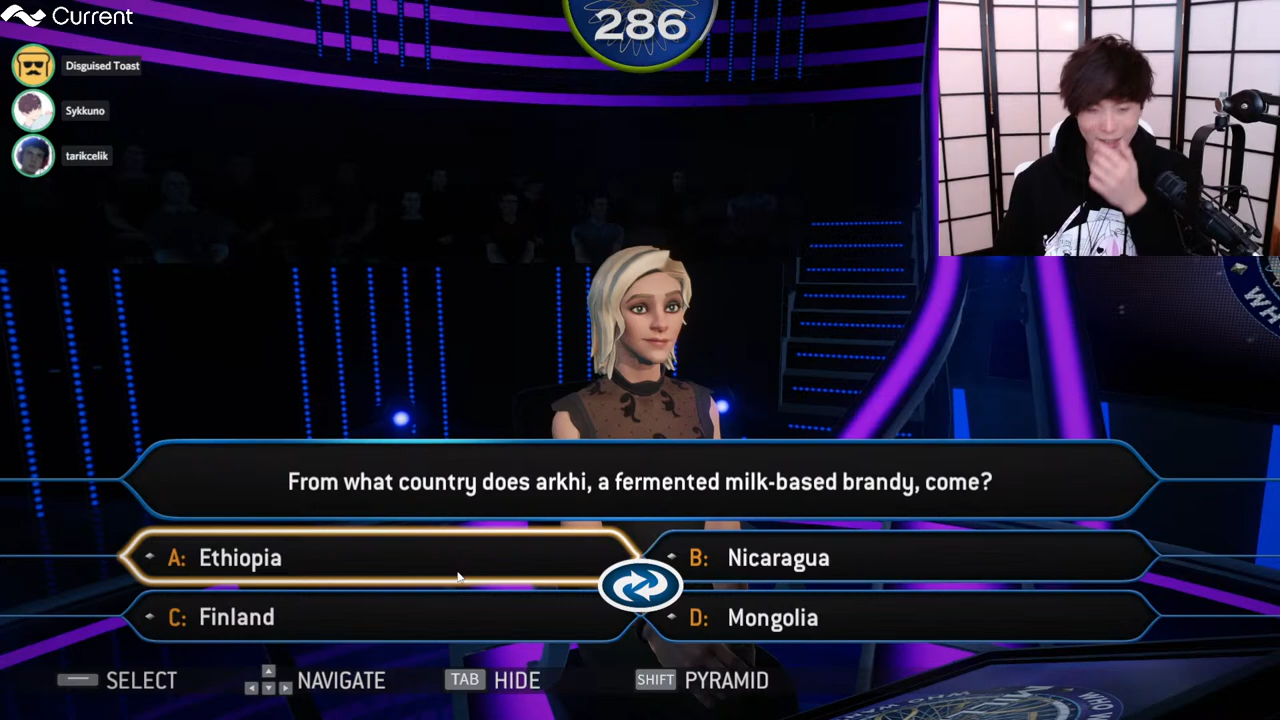 Current
286
Disguised Toast
Sykkuno
tarikcelik
WH
From what country does arkhi, a fermented milk-based brandy, come?
A: Ethiopia
B: Nicaragua
C: Finland
D: Mongolia
SELECT
NAVIGATE
TAB HIDE
SHIFT PYRAMID